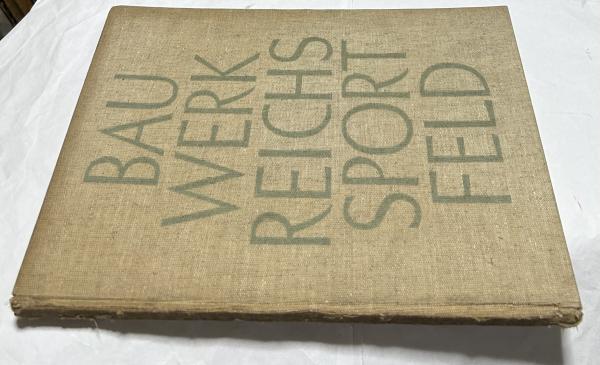 BAU
WERK
REICHS
SPORT
FELD